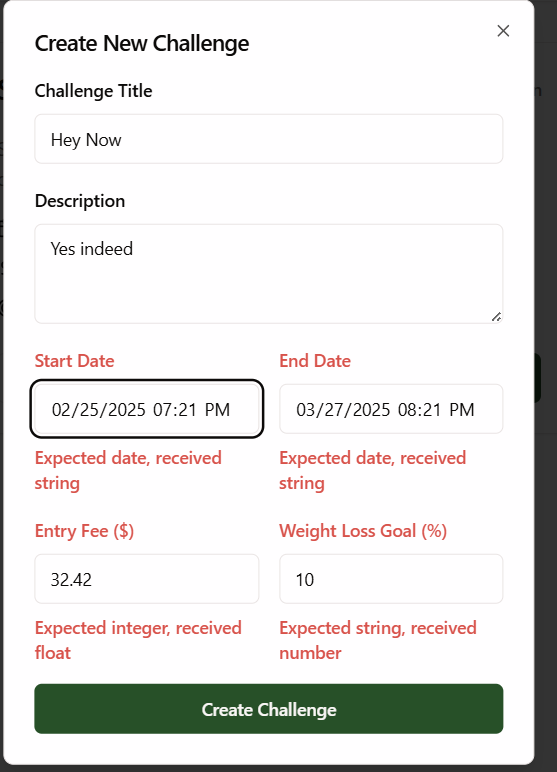 Create New Challenge
Challenge Title
Hey Now
Description
Yes indeed
Start Date
End Date
02/25/2025 07:21 PM
03/27/2025 08:21 PM
Expected date, received
string
Expected date, received
string
Entry Fee ($)
Weight Loss Goal (%)
32.42
10
Expected integer, received
float
Expected string, received
number
Create Challenge